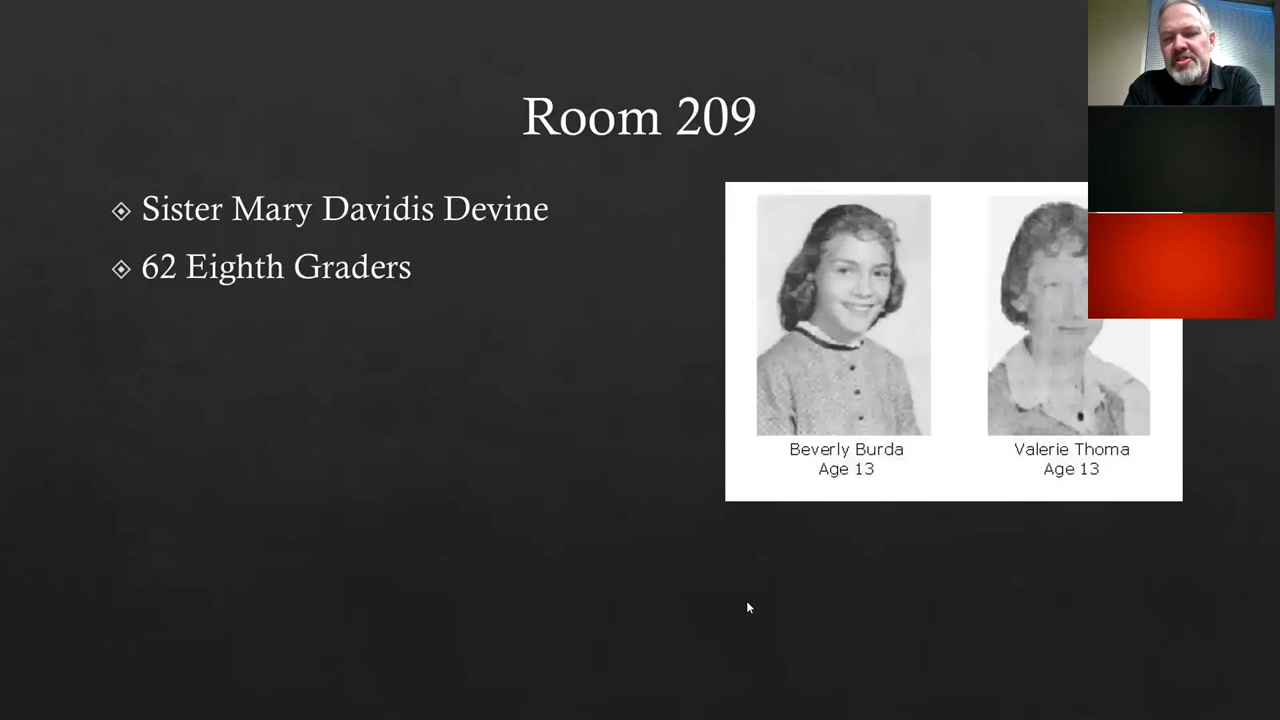 Room 209
Sister Mary Davidis Devine
62 Eighth Graders
Beverly Burda
Age 13
Valerie Thoma
Age 13